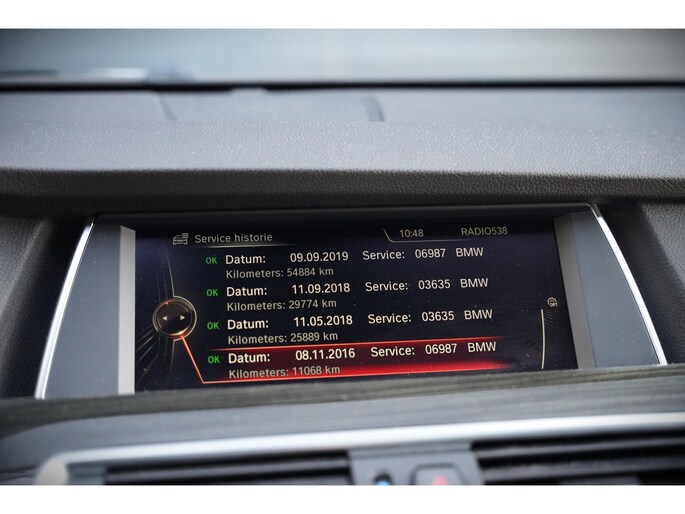 Service historie 10:48 RADIO538
OK Datum: 09.09.2019 Service: 06987 BMW
Kilometers: 54884 km
OK Datum: 11.09.2018 Service: 03635 BMW
Kilometers: 29774 km
OK Datum: 11.05.2018 Service: 03635 BMW
Kilometers: 25889 km
OK Datum: 08.11.2016 Service: 06987 BMW
Kilometers: 11068 km